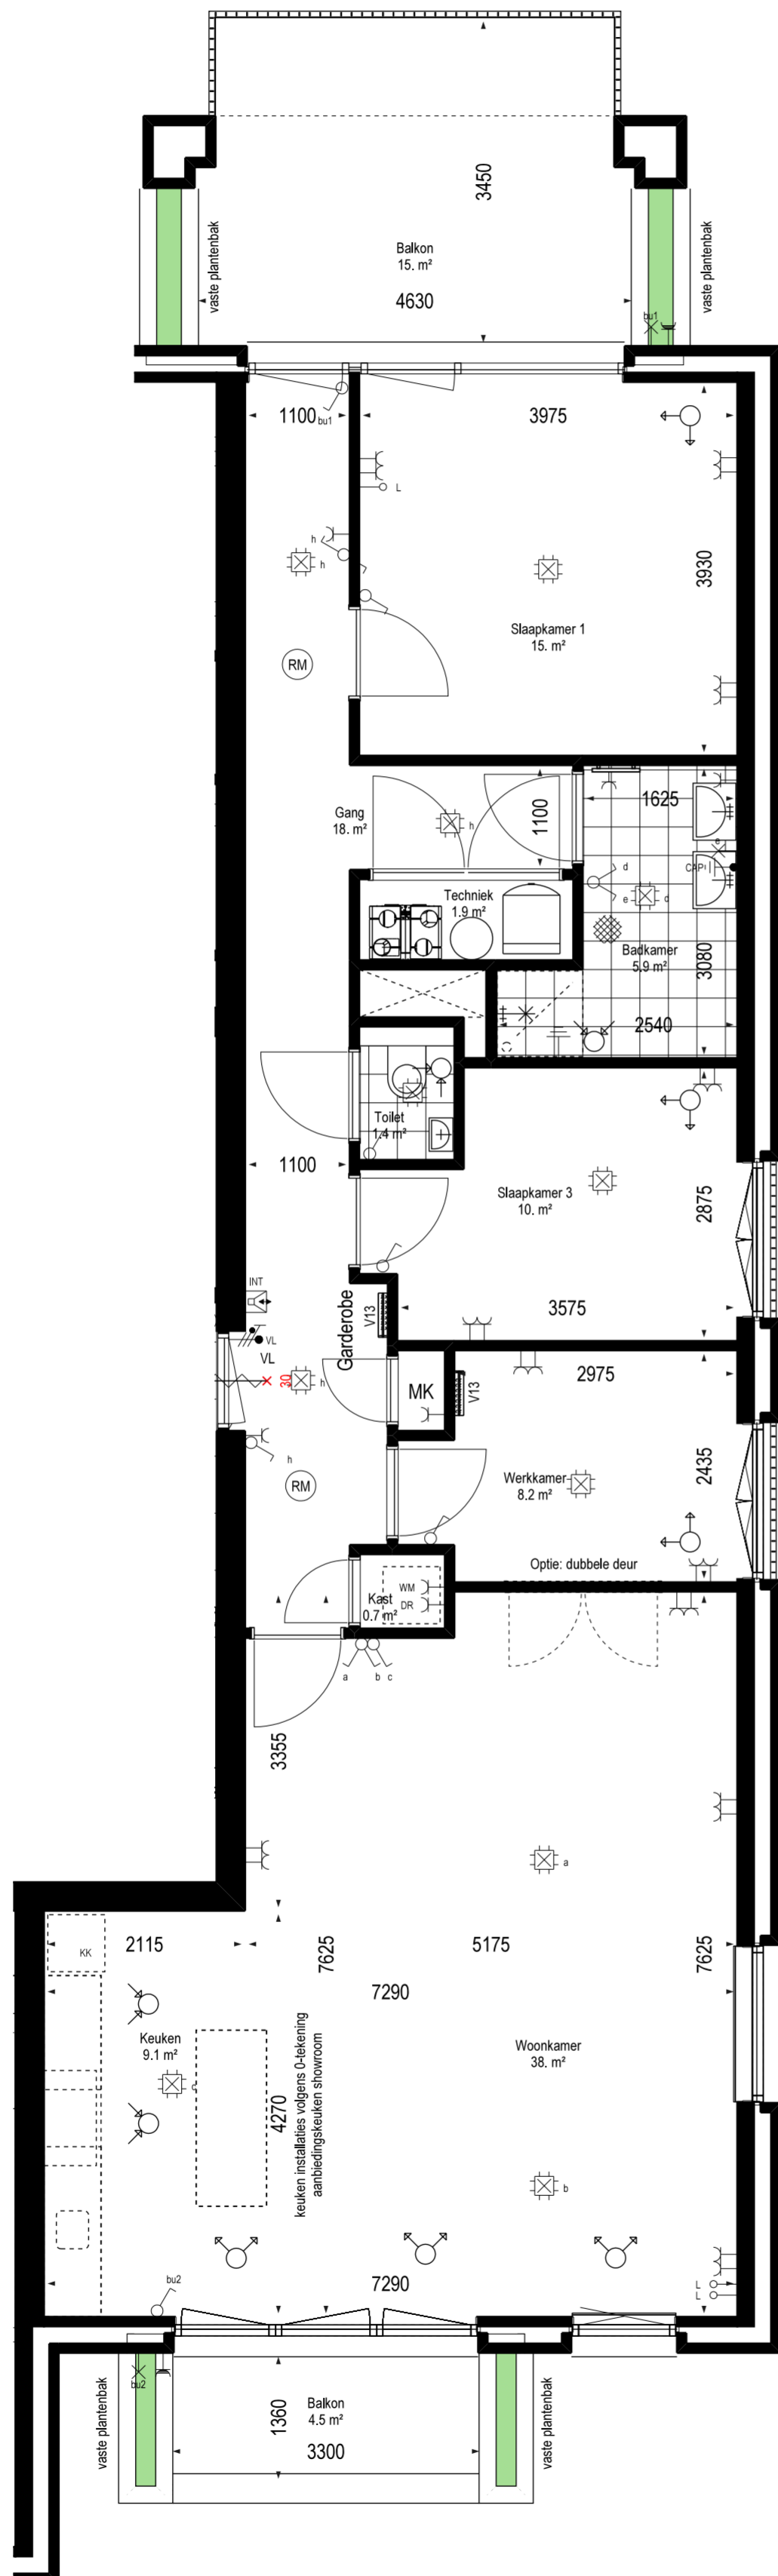 3450
Balkon
15. m²
4630
vaste plantenbak
vaste plantenbak
bu1
1100
bu1
3975
L
h
h
3930
Slaapkamer 1
15. m²
RM
Gang
18. m²
h
1100
1625
e
CAP
d
e
d
Techniek
1.9 m²
Badkamer
5.9 m²
3080
2540
Toilet
1.4 m²
1100
Slaapkamer 3
10. m²
2875
INT
3575
Garderobe
V13
VL
VL
30
h
MK
V13
2975
2435
h
RM
Werkkamer
8.2 m²
Optie: dubbele deur
Kast
0.7 m²
WM
DR
a
b
c
3355
a
2115
7625
5175
7625
KK
7290
Keuken
9.1 m²
c
4270
keuken installaties volgens 0-tekening
aanbiedingskeuken showroom
Woonkamer
38. m²
b
bu2
7290
L
L
bu2
vaste plantenbak
1360
Balkon
4.5 m²
3300
vaste plantenbak